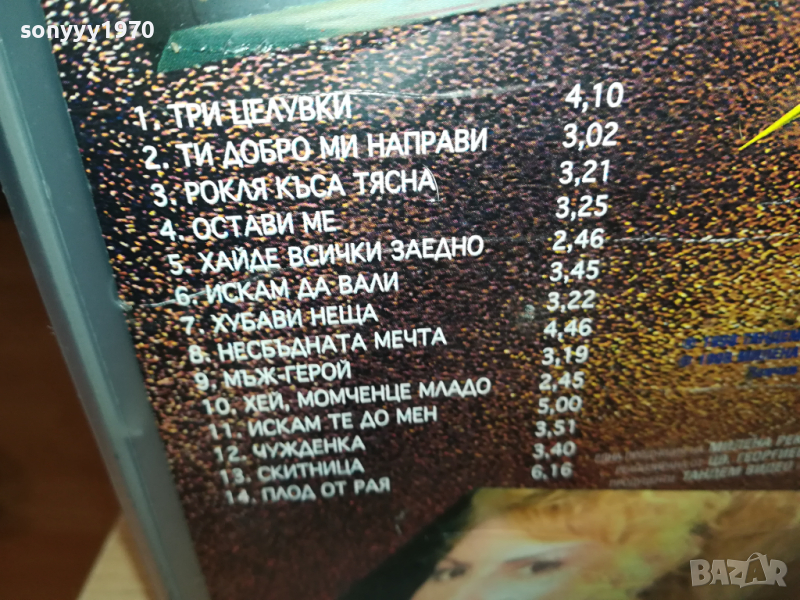 sonyyy1970
1. ТРИ ЦЕЛУВКИ 4,10
2. ТИ ДОБРО МИ НАПРАВИ 3,02
3. РОКЛЯ КЪСА ТЯСНА 3,21
4. ОСТАВИ МЕ 3,25
5. ХАЙДЕ ВСИЧКИ ЗАЕДНО 2,46
6. ИСКАМ ДА ВАЛИ 3,45
7. ХУБАВИ НЕЩА 3,22
8. НЕСБЪДНАТА МЕЧТА 4,46
9. МЪЖ-ГЕРОЙ 3,19
10. ХЕЙ, МОМЧЕНЦЕ МЛАДО 2,45
11. ИСКАМ ТЕ ДО МЕН 5,00
12. ЧУЖДЕНКА 3,51
13. СКИТНИЦА 3,40
14. ПЛОД ОТ РАЯ 6,16
МИЛЕНА
ТАНДЕМ ВИДЕО
BAZAR